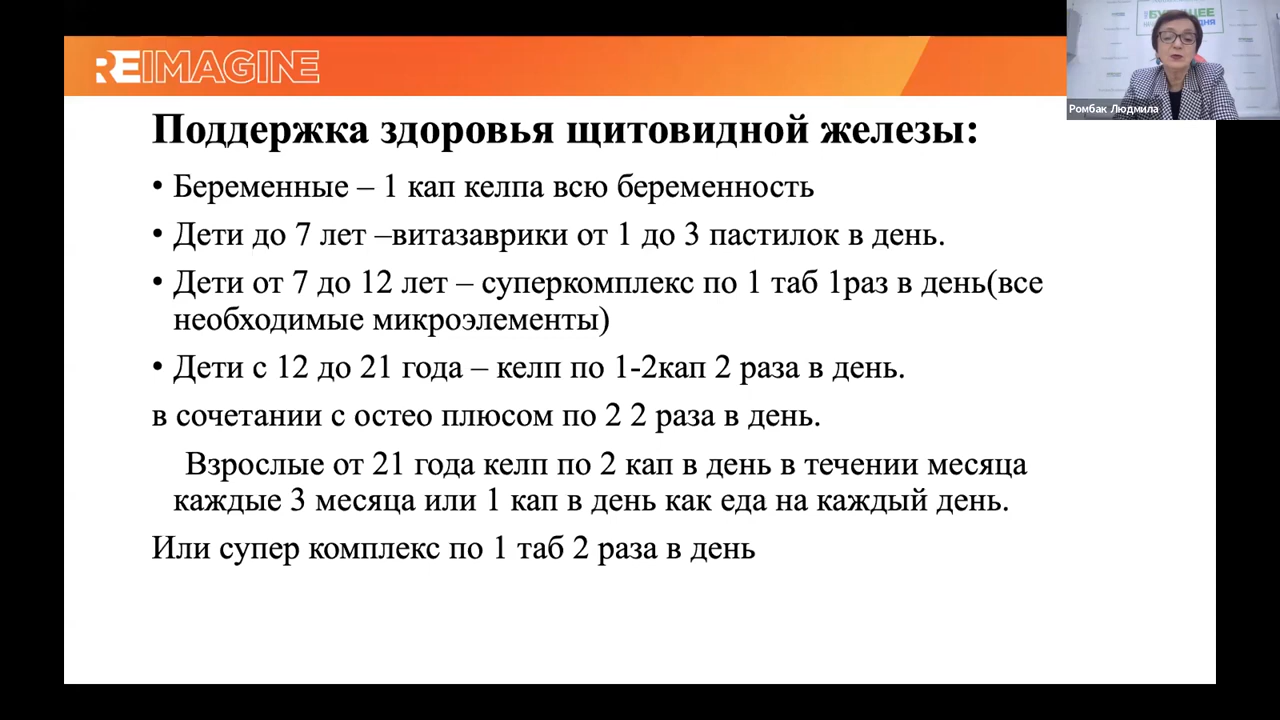 REIMAGINE
Ромбак Людмила
Поддержка здоровья щитовидной железы:
• Беременные – 1 кап келпа всю беременность
• Дети до 7 лет –витазаврики от 1 до 3 пастилок в день.
• Дети от 7 до 12 лет – суперкомплекс по 1 таб 1раз в день(все
необходимые микроэлементы)
• Дети с 12 до 21 года – келп по 1-2кап 2 раза в день.
в сочетании с остео плюсом по 2 2 раза в день.
Взрослые от 21 года келп по 2 кап в день в течении месяца
каждые 3 месяца или 1 кап в день как еда на каждый день.
Или супер комплекс по 1 таб 2 раза в день